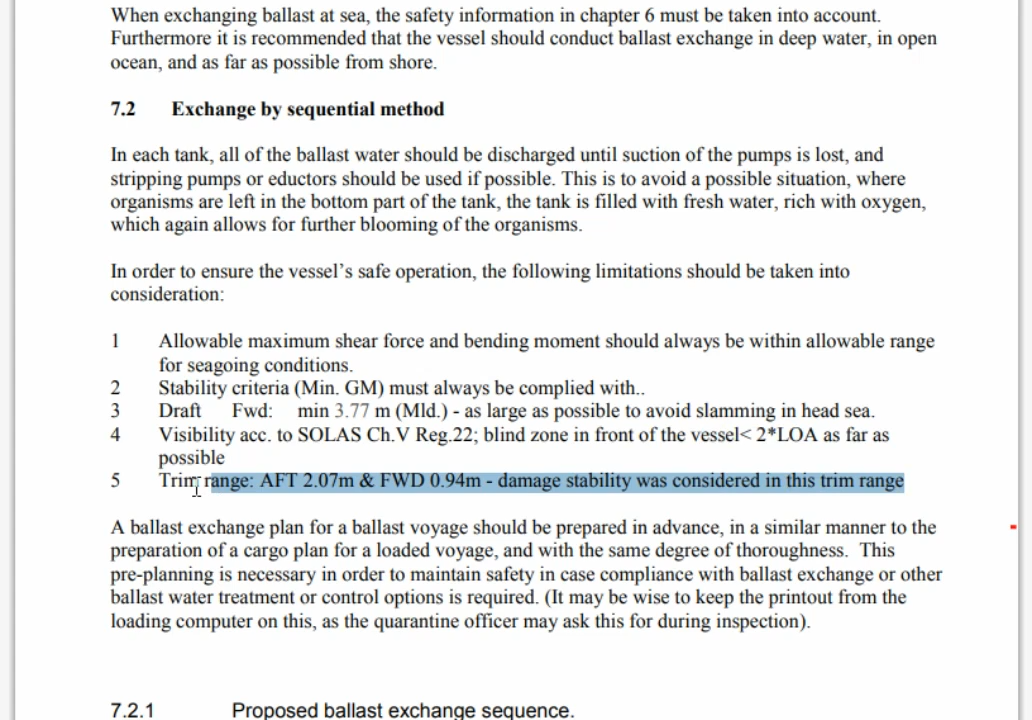 When exchanging ballast at sea, the safety information in chapter 6 must be taken into account.
Furthermore it is recommended that the vessel should conduct ballast exchange in deep water, in open
ocean, and as far as possible from shore.
7.2 Exchange by sequential method
In each tank, all of the ballast water should be discharged until suction of the pumps is lost, and
stripping pumps or eductors should be used if possible. This is to avoid a possible situation, where
organisms are left in the bottom part of the tank, the tank is filled with fresh water, rich with oxygen,
which again allows for further blooming of the organisms.
In order to ensure the vessel's safe operation, the following limitations should be taken into
consideration:
1 Allowable maximum shear force and bending moment should always be within allowable range
for seagoing conditions.
2 Stability criteria (Min. GM) must always be complied with..
3 Draft Fwd: min 3.77 m (Mld.) - as large as possible to avoid slamming in head sea.
4 Visibility acc. to SOLAS Ch.V Reg.22; blind zone in front of the vessel< 2*LOA as far as
possible
5 Trim range: AFT 2.07m & FWD 0.94m - damage stability was considered in this trim range
A ballast exchange plan for a ballast voyage should be prepared in advance, in a similar manner to the
preparation of a cargo plan for a loaded voyage, and with the same degree of thoroughness. This
pre-planning is necessary in order to maintain safety in case compliance with ballast exchange or other
ballast water treatment or control options is required. (It may be wise to keep the printout from the
loading computer on this, as the quarantine officer may ask this for during inspection).
7.2.1 Proposed ballast exchange sequence.